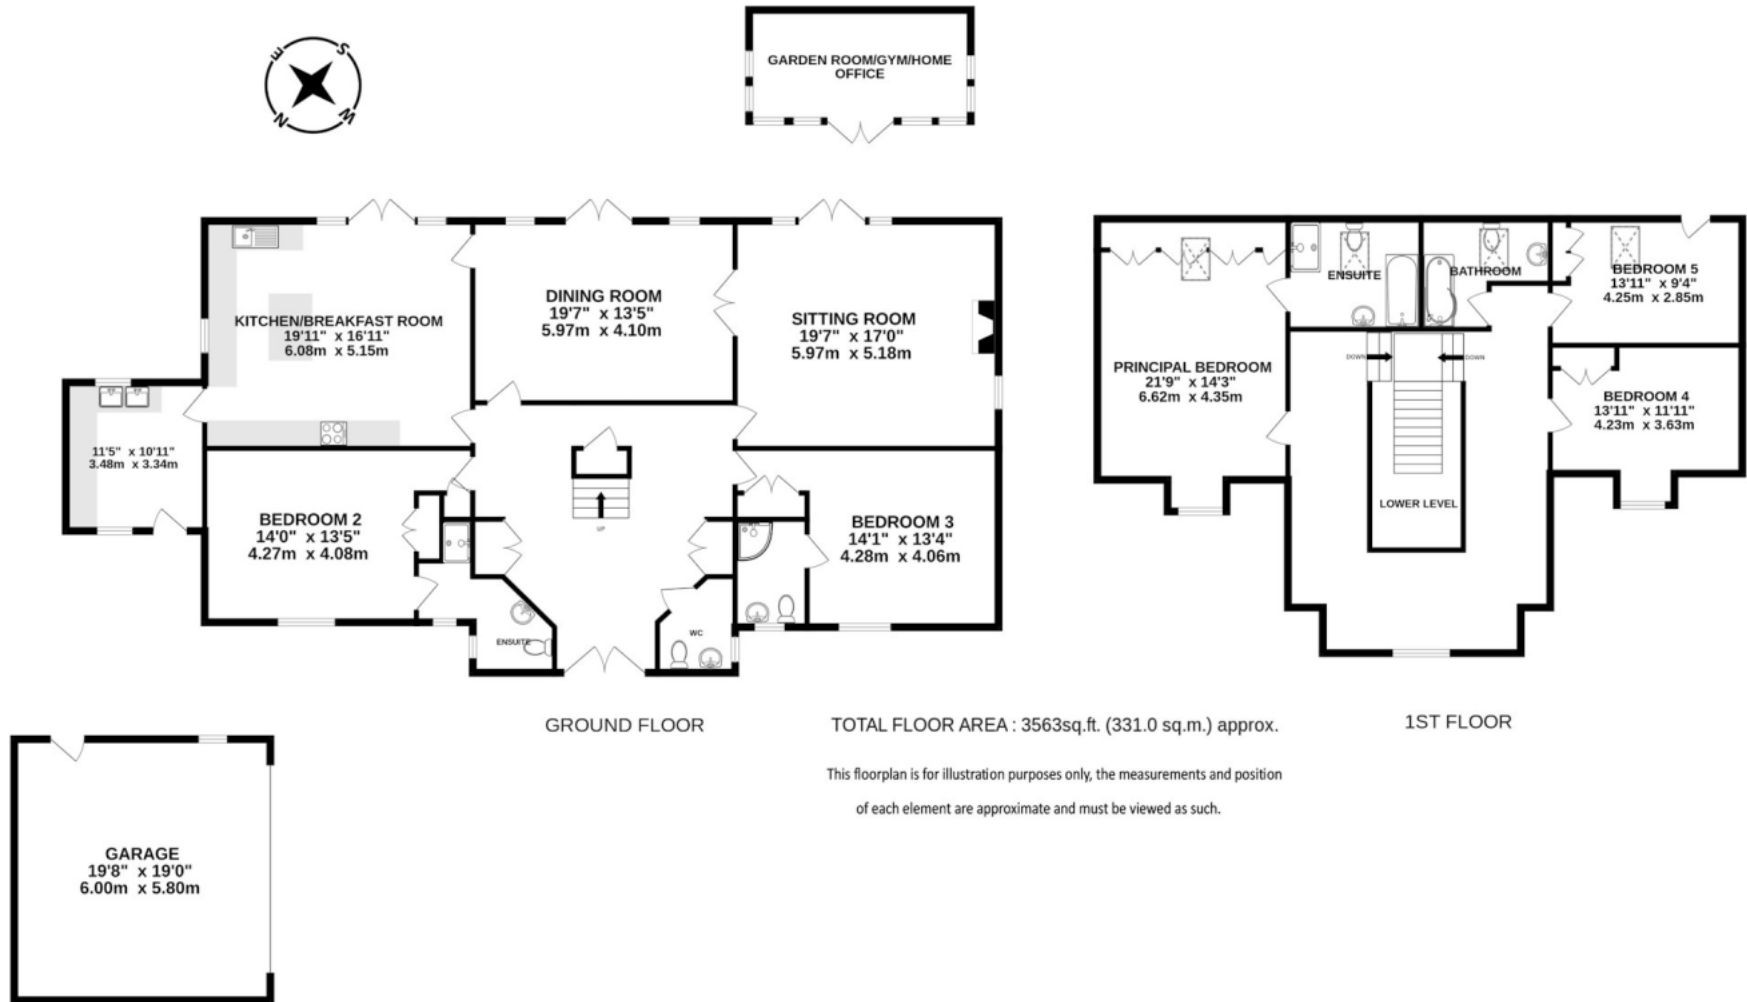 E
S
N
W
GARDEN ROOM/GYM/HOME
OFFICE
KITCHEN/BREAKFAST ROOM
19'11" x 16'11"
6.08m x 5.15m
DINING ROOM
19'7" x 13'5"
5.97m x 4.10m
SITTING ROOM
19'7" x 17'0"
5.97m x 5.18m
11'5" x 10'11"
3.48m x 3.34m
BEDROOM 2
14'0" x 13'5"
4.27m x 4.08m
UP
BEDROOM 3
14'1" x 13'4"
4.28m x 4.06m
ENSUITE
WC
GROUND FLOOR
PRINCIPAL BEDROOM
21'9" x 14'3"
6.62m x 4.35m
ENSUITE
BATHROOM
BEDROOM 5
13'11" x 9'4"
4.25m x 2.85m
DOWN
DOWN
BEDROOM 4
13'11" x 11'11"
4.23m x 3.63m
LOWER LEVEL
1ST FLOOR
TOTAL FLOOR AREA : 3563sq.ft. (331.0 sq.m.) approx.
This floorplan is for illustration purposes only, the measurements and position
of each element are approximate and must be viewed as such.
GARAGE
19'8" x 19'0"
6.00m x 5.80m